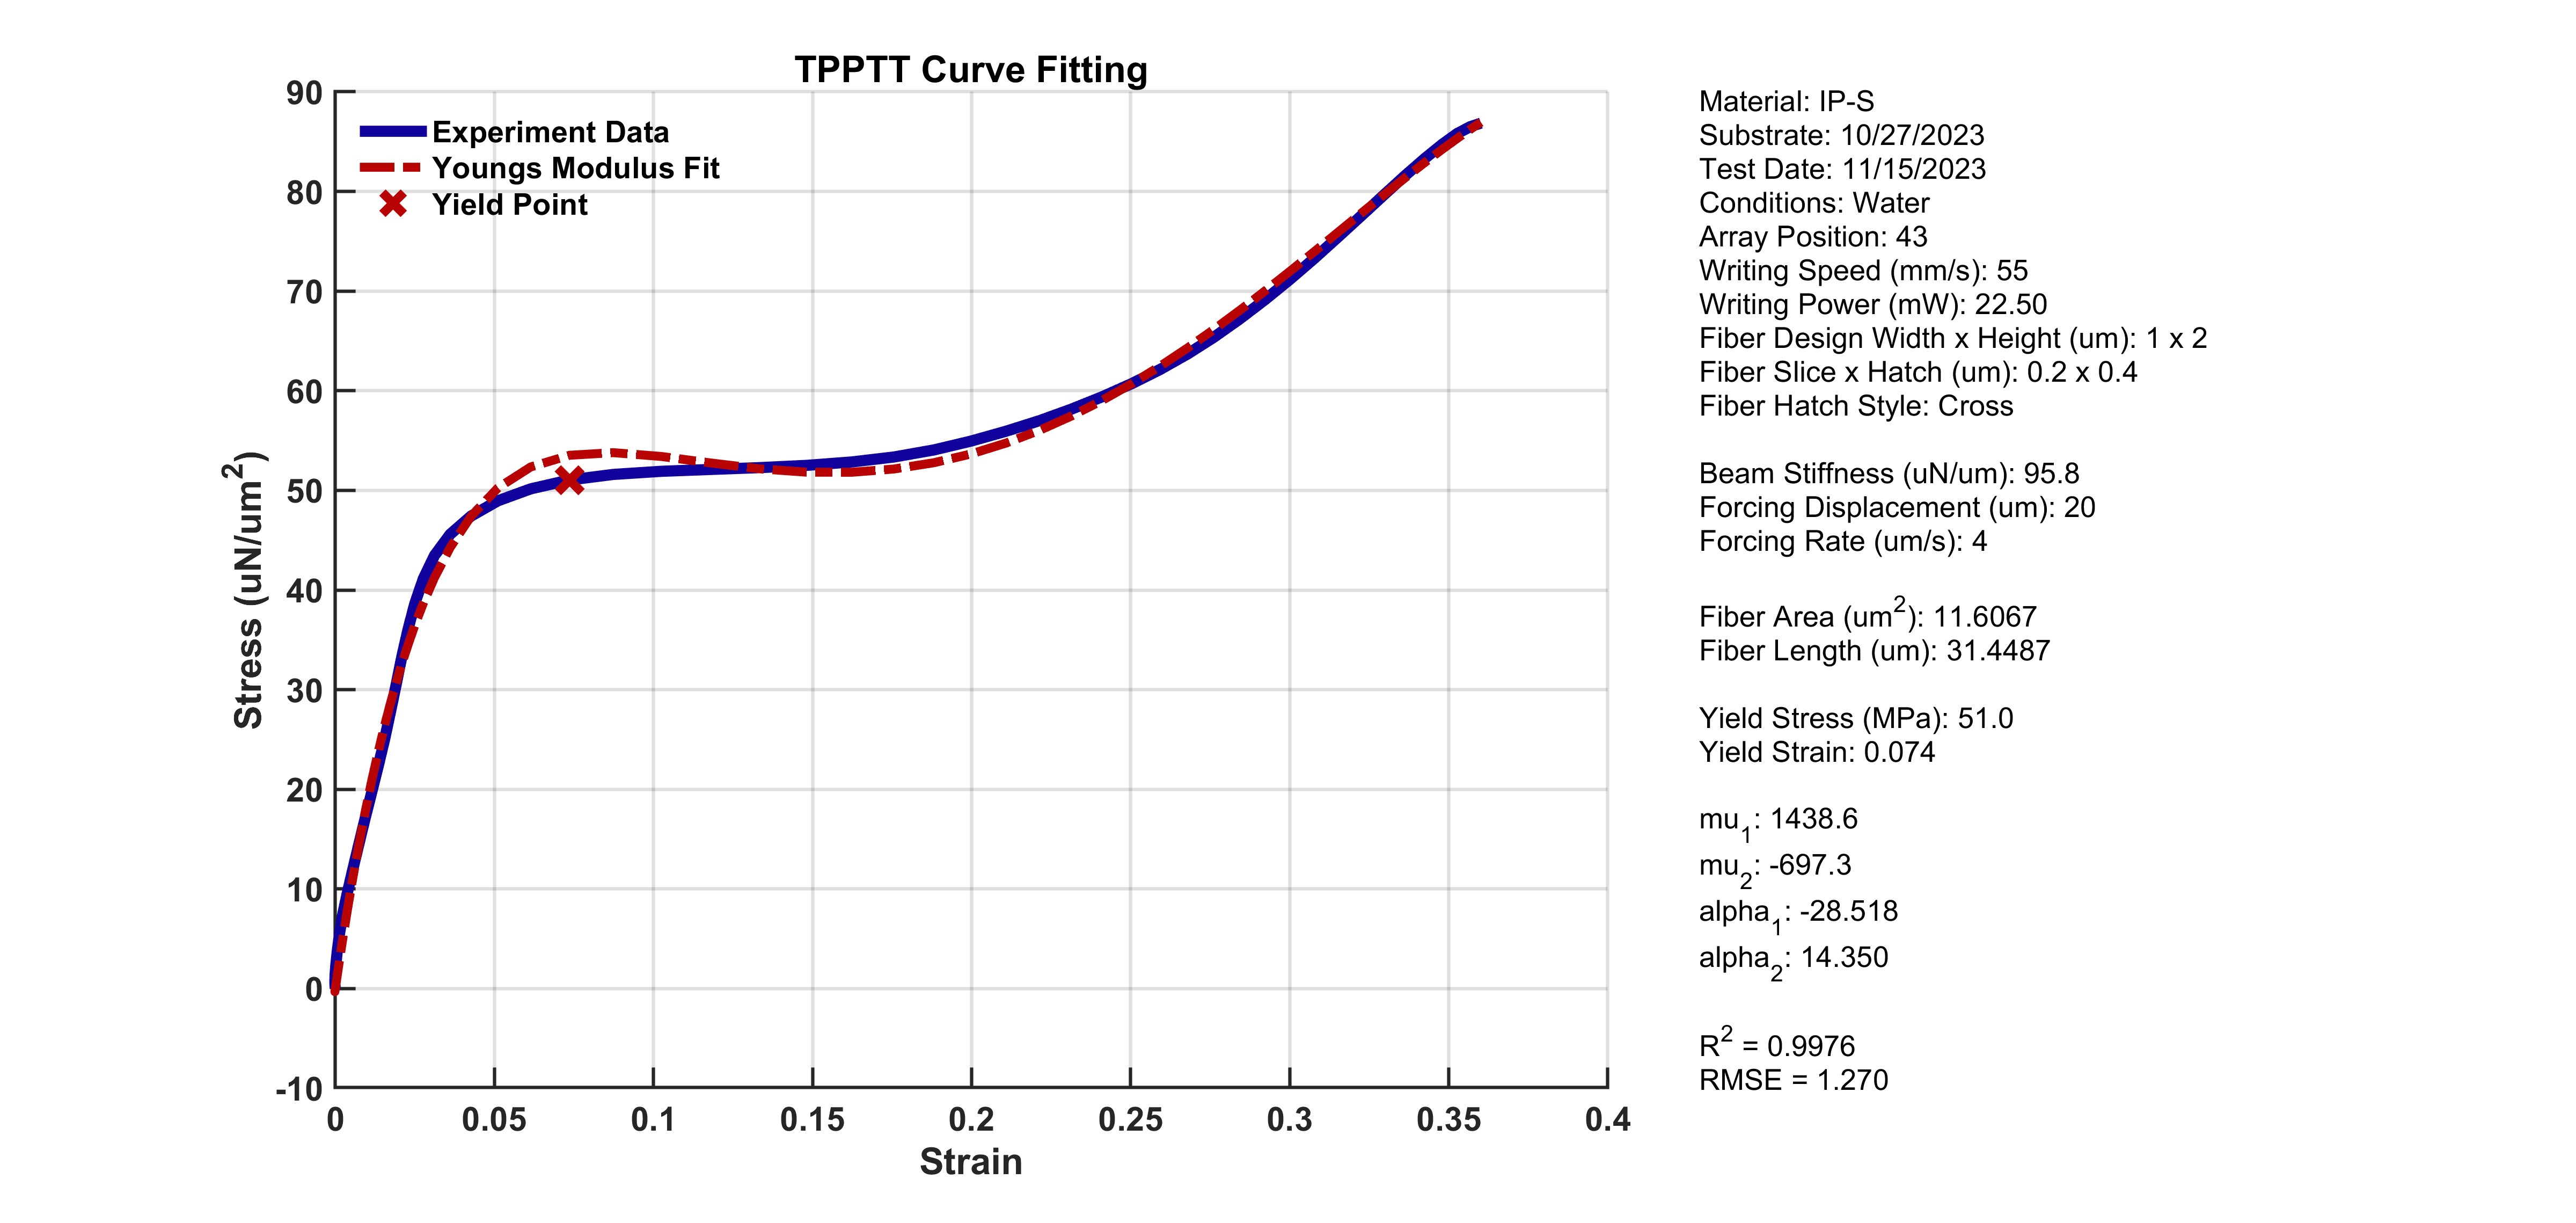 TPPTT Curve Fitting
Experiment Data
Youngs Modulus Fit
Yield Point
Stress (uN/um²)
90
80
70
60
50
40
30
20
10
0
-10
0 0.05 0.1 0.15 0.2 0.25 0.3 0.35 0.4
Strain
Material: IP-S
Substrate: 10/27/2023
Test Date: 11/15/2023
Conditions: Water
Array Position: 43
Writing Speed (mm/s): 55
Writing Power (mW): 22.50
Fiber Design Width x Height (um): 1 x 2
Fiber Slice x Hatch (um): 0.2 x 0.4
Fiber Hatch Style: Cross
Beam Stiffness (uN/um): 95.8
Forcing Displacement (um): 20
Forcing Rate (um/s): 4
Fiber Area (um²): 11.6067
Fiber Length (um): 31.4487
Yield Stress (MPa): 51.0
Yield Strain: 0.074
mu₁: 1438.6
mu₂: -697.3
alpha₁: -28.518
alpha₂: 14.350
R² = 0.9976
RMSE = 1.270